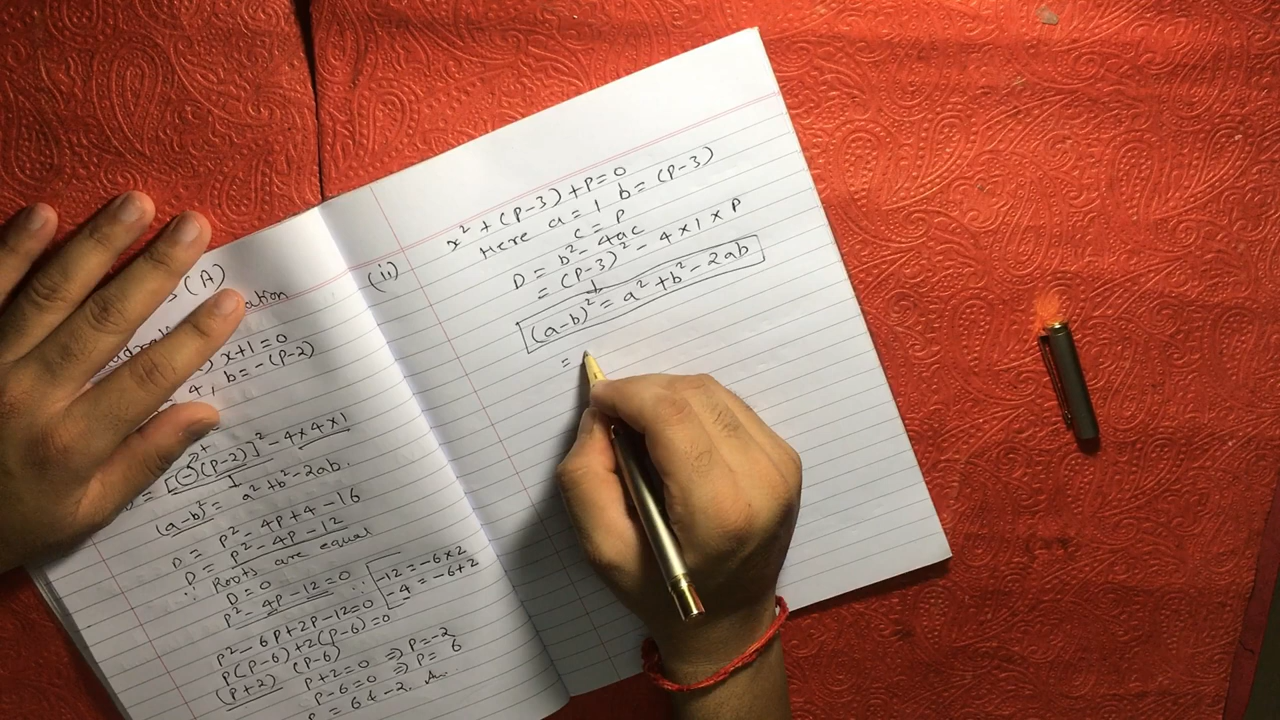 (A)
x+1=0
4, b=-(P-2)
= [-(P-2)]² - 4×4×1
(a-b)² = a²+b²-2ab.
D = P²-4P+4-16
D = P²-4P-12
∵ Roots are equal
D=0
P²-4P-12=0 ∵ -12=-6×2
-4=-6+2
P²-6P+2P-12=0
P(P-6)+2(P-6)=0
(P+2) (P-6)
P+2=0 ⇒ P=-2
P-6=0 ⇒ P=6
P = 6 & -2.
(ii) x²+(P-3)+P=0
Here a=1 b=(P-3)
c=P
D = b²-4ac
= (P-3)² - 4×1×P
(a-b)² = a²+b²-2ab
=